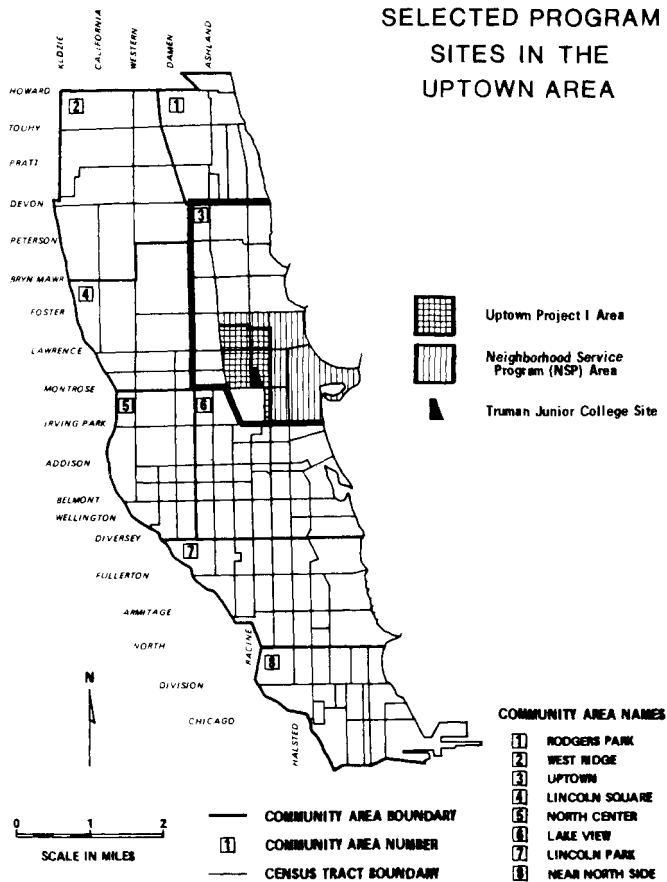 SELECTED PROGRAM
SITES IN THE
UPTOWN AREA
KLDZIE
CALIFORNIA
WESTERN
DAMEN
ASHLAND
HOWARD
TOUHY
PRATT
DEVON
PETERSON
BRYN MAWR
FOSTER
LAWRENCE
MONTROSE
IRVING PARK
ADDISON
BELMONT
WELLINGTON
DIVERSEY
FULLERTON
ARMITAGE
NORTH
DIVISION
CHICAGO
RACINE
HALSTED
2
1
3
4
5
6
7
8
Uptown Project I Area
Neighborhood Service
Program (NSP) Area
Truman Junior College Site
N
0 1 2
SCALE IN MILES
COMMUNITY AREA BOUNDARY
1 COMMUNITY AREA NUMBER
CENSUS TRACT BOUNDARY
COMMUNITY AREA NAMES
1 RODGERS PARK
2 WEST RIDGE
3 UPTOWN
4 LINCOLN SQUARE
5 NORTH CENTER
6 LAKE VIEW
7 LINCOLN PARK
8 NEAR NORTH SIDE